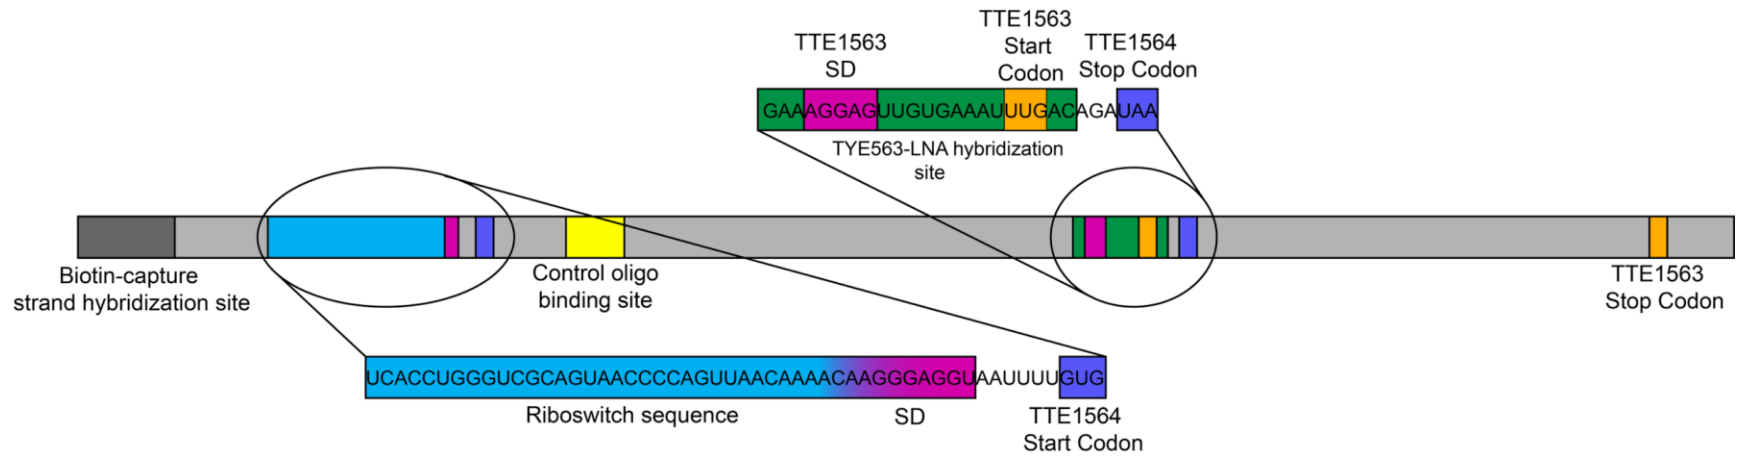 TTE1563
SD
TTE1563
Start
Codon
TTE1564
Stop Codon
GAAAGGAGUUGUGAAAUUUGACAGAUAA
TYE563-LNA hybridization
site
Biotin-capture
strand hybridization site
Control oligo
binding site
TTE1563
Stop Codon
UCACCUGGGUCGCAGUAACCCCAGUUAACAAAACAAGGGAGGUAAUUUUGUG
Riboswitch sequence
SD
TTE1564
Start Codon